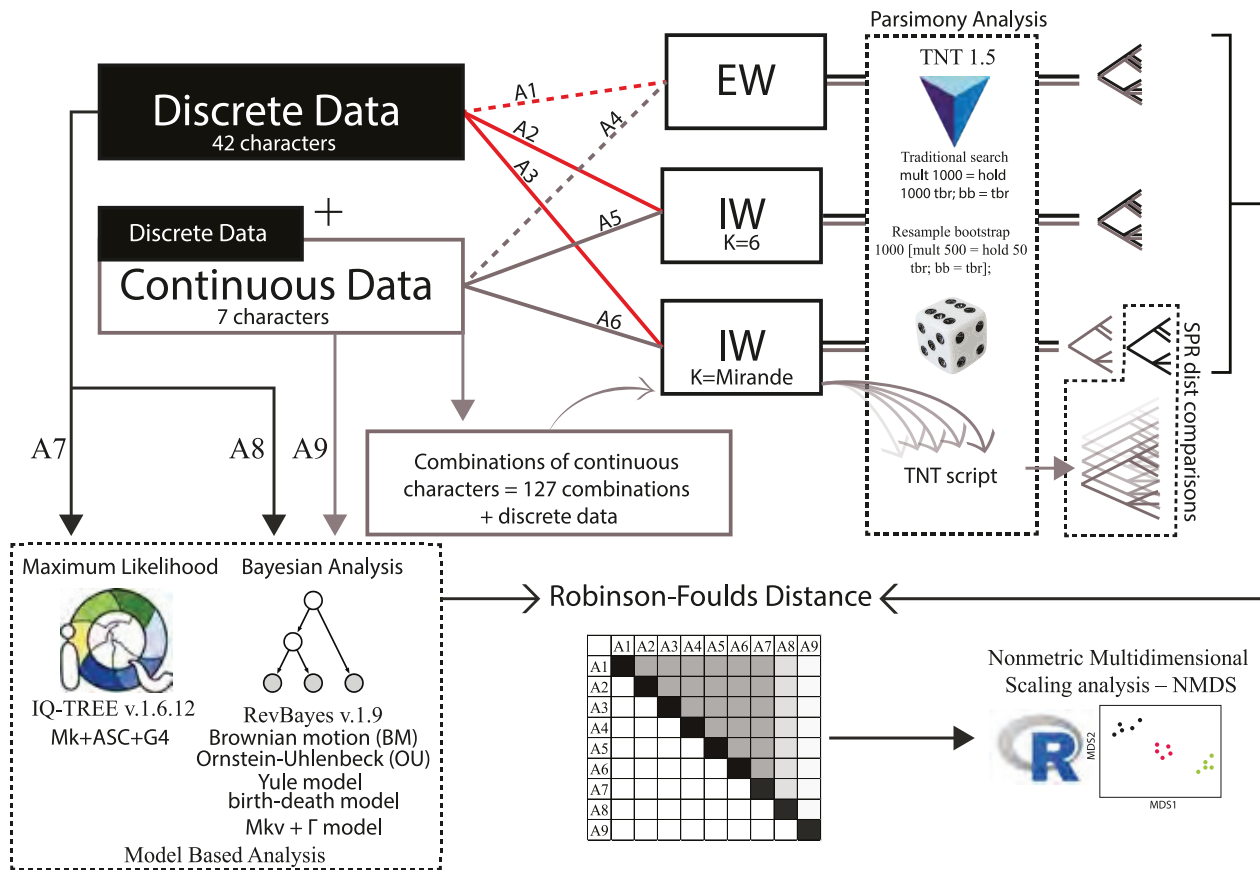 Parsimony Analysis
Discrete Data
42 characters
A1
A2
A3
A4
EW
TNT 1.5
Traditional search
mult 1000 = hold
1000 tbr; bb = tbr
Discrete Data
+
Continuous Data
7 characters
A5
A6
IW
K=6
Resample bootstrap
1000 [mult 500 = hold 50
tbr; bb = tbr];
IW
K=Mirande
SPR dist comparisons
A7
A8
A9
Combinations of continuous
characters = 127 combinations
+ discrete data
TNT script
Maximum Likelihood
Bayesian Analysis
IQ
IQ-TREE v.1.6.12
Mk+ASC+G4
RevBayes v.1.9
Brownian motion (BM)
Ornstein-Uhlenbeck (OU)
Yule model
birth-death model
Mkv + Γ model
Model Based Analysis
Robinson-Foulds Distance
A1 A2 A3 A4 A5 A6 A7 A8 A9
A1
A2
A3
A4
A5
A6
A7
A8
A9
Nonmetric Multidimensional
Scaling analysis – NMDS
R
MDS2
MDS1